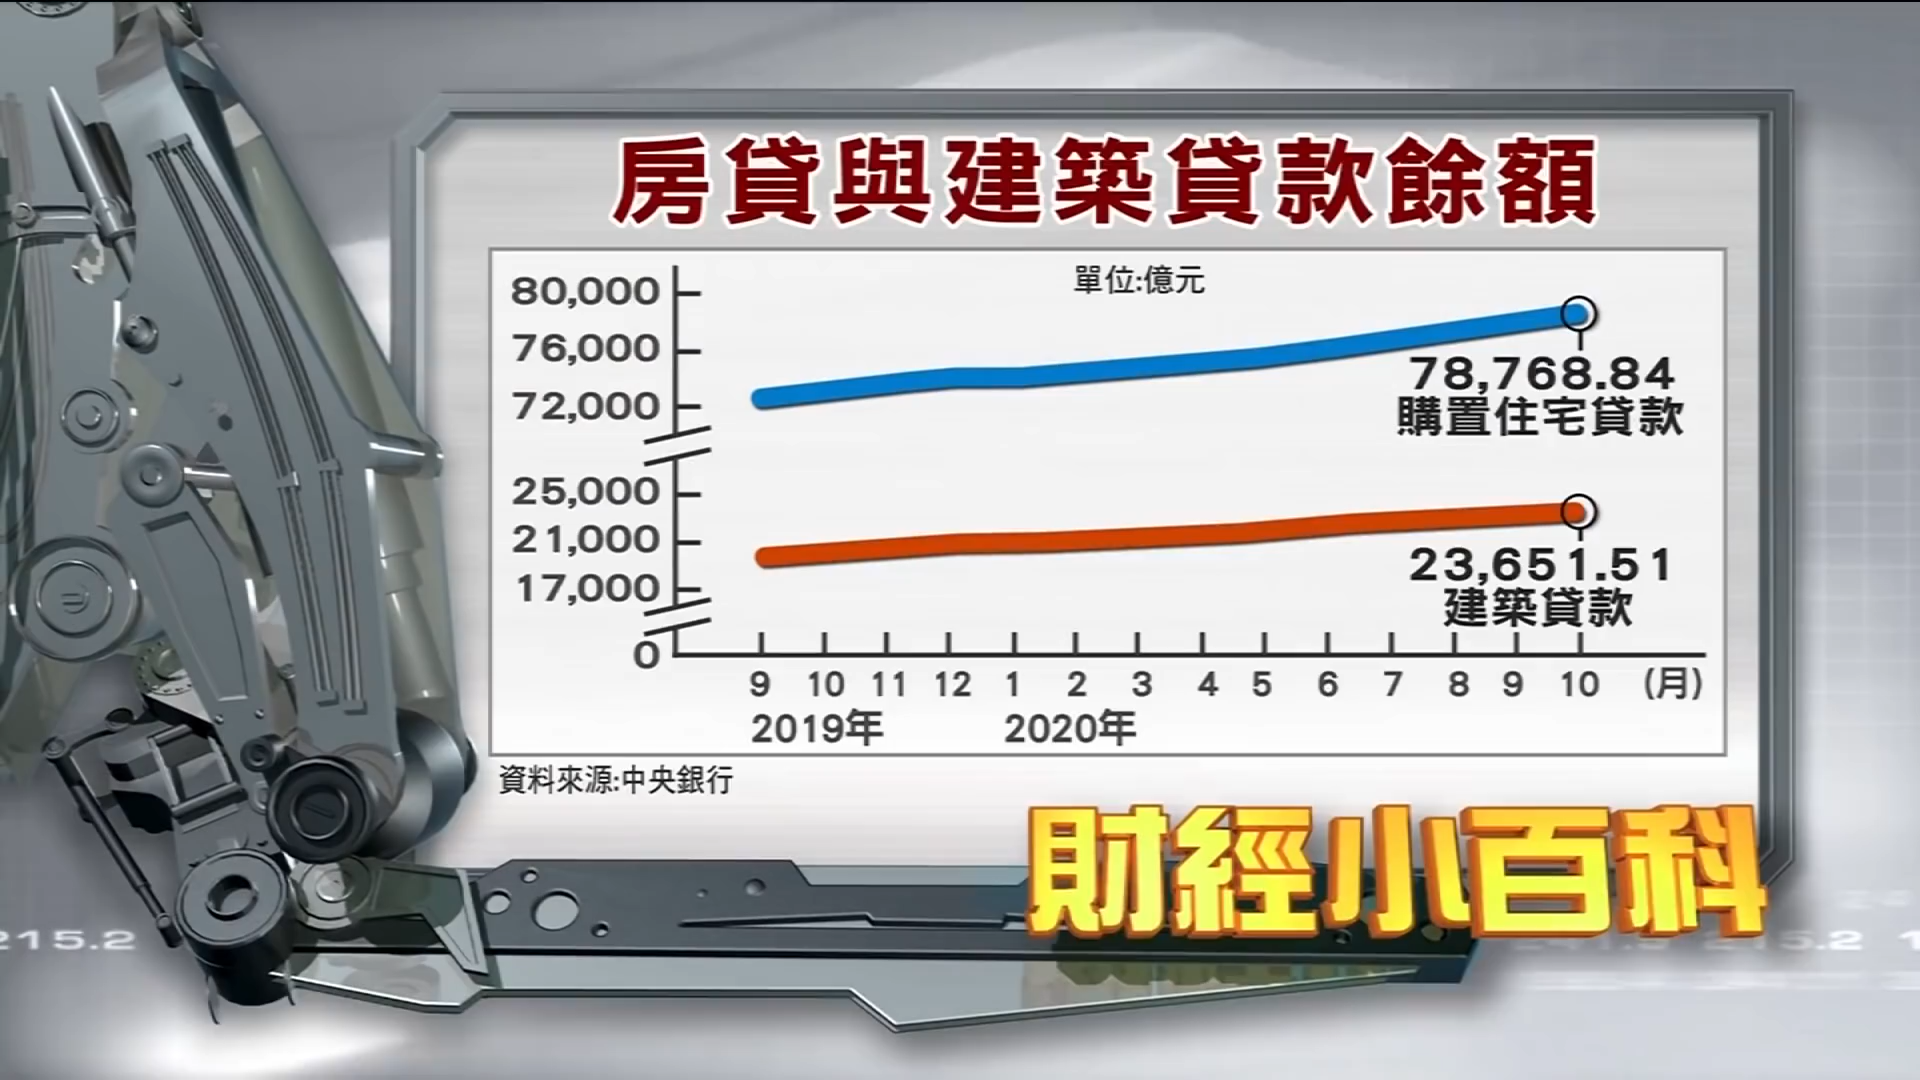 房貸與建築貸款餘額
單位:億元
80,000
76,000
72,000
25,000
21,000
17,000
0
78,768.84
購置住宅貸款
23,651.51
建築貸款
9 10 11 12 1 2 3 4 5 6 7 8 9 10 (月)
2019年 2020年
資料來源:中央銀行
財經小百科
215.2